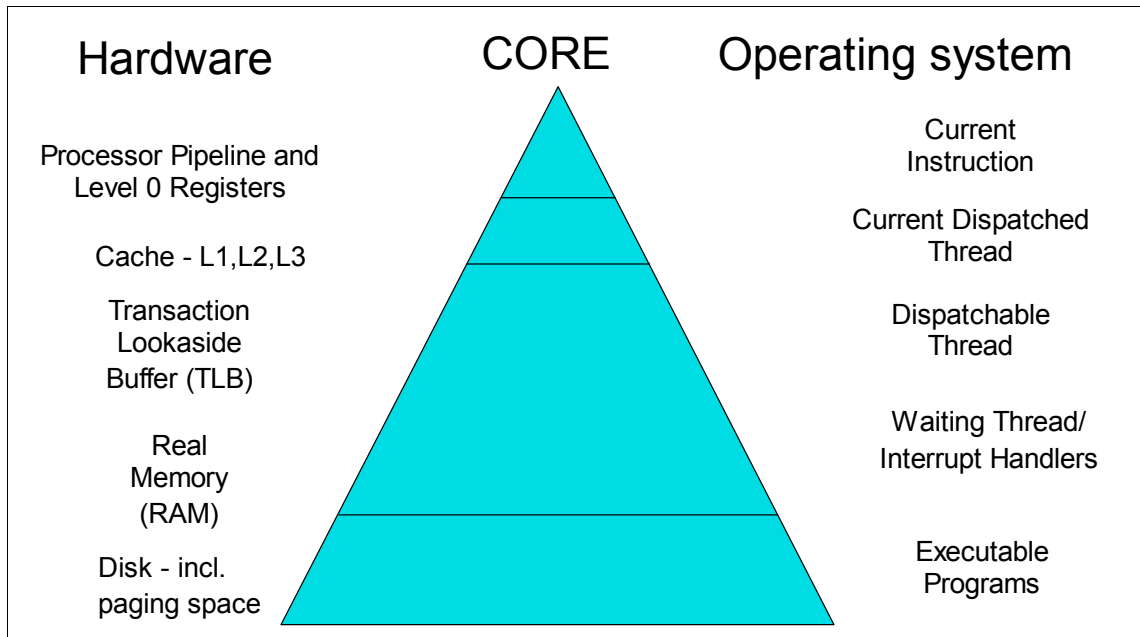 Hardware
CORE
Operating system
Processor Pipeline and
Level 0 Registers
Cache - L1,L2,L3
Transaction
Lookaside
Buffer (TLB)
Real
Memory
(RAM)
Disk - incl.
paging space
Current
Instruction
Current Dispatched
Thread
Dispatchable
Thread
Waiting Thread/
Interrupt Handlers
Executable
Programs